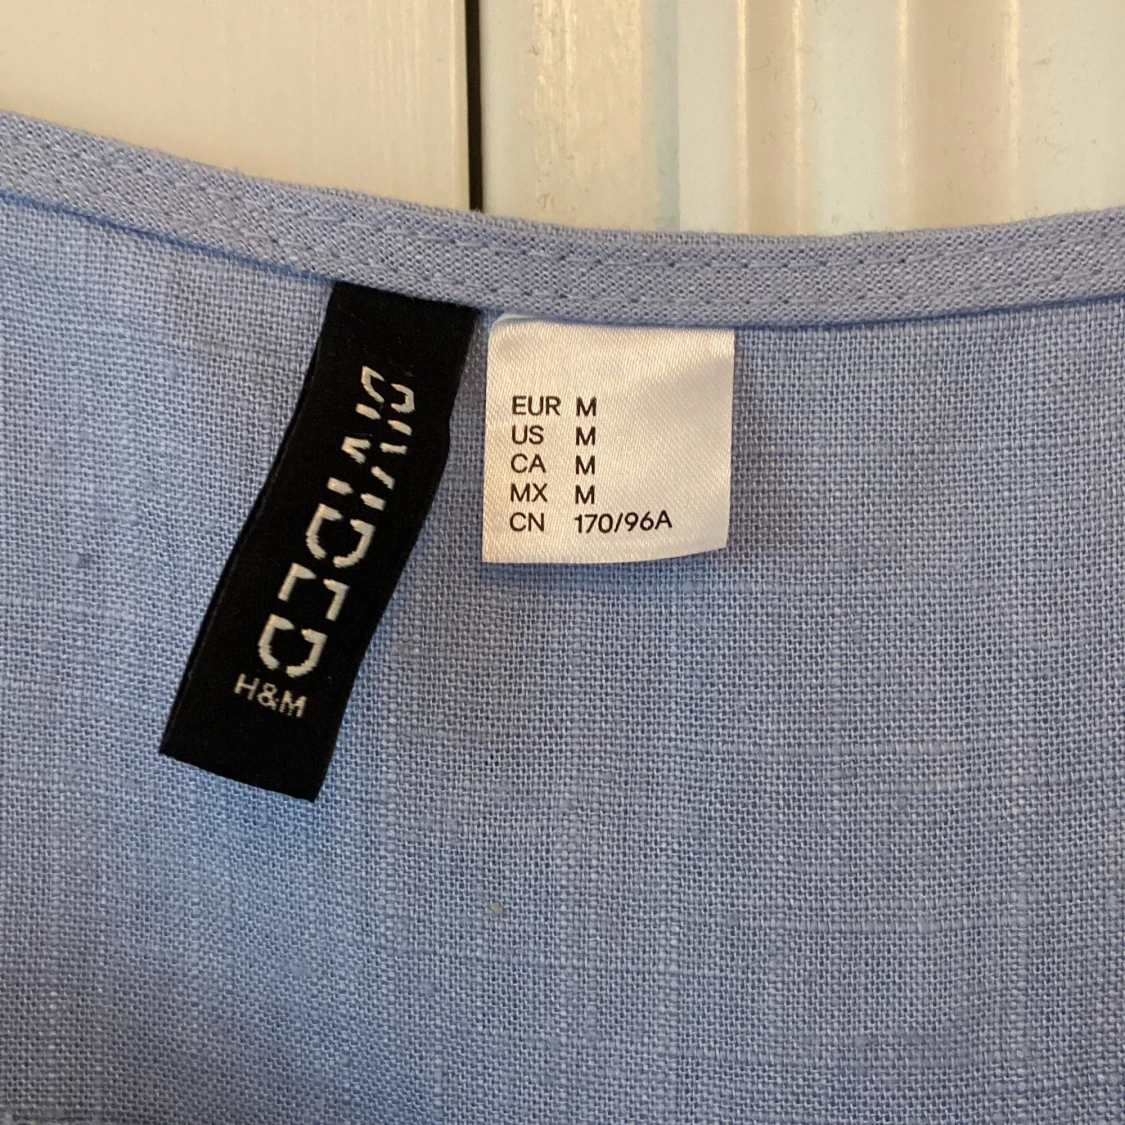 DIVIDED
H&M
EUR M
US M
CA M
MX M
CN 170/96A